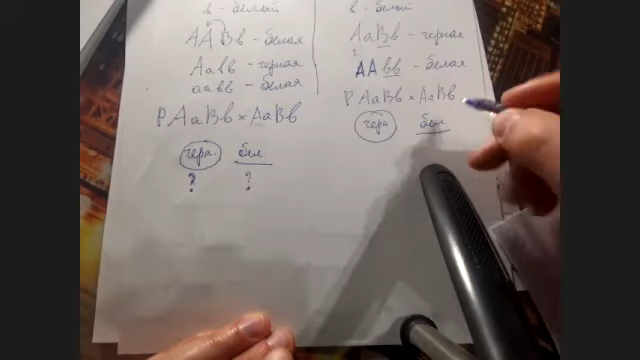 в - белый
АА Вв - белая
Аавв - черная
аавв - белая
Р АаВв × АаВв
черн. бел.
? ?
в - белый
АаВв - черная
?
ААвв - белая
Р АаВв × АаВв
черн. бел.